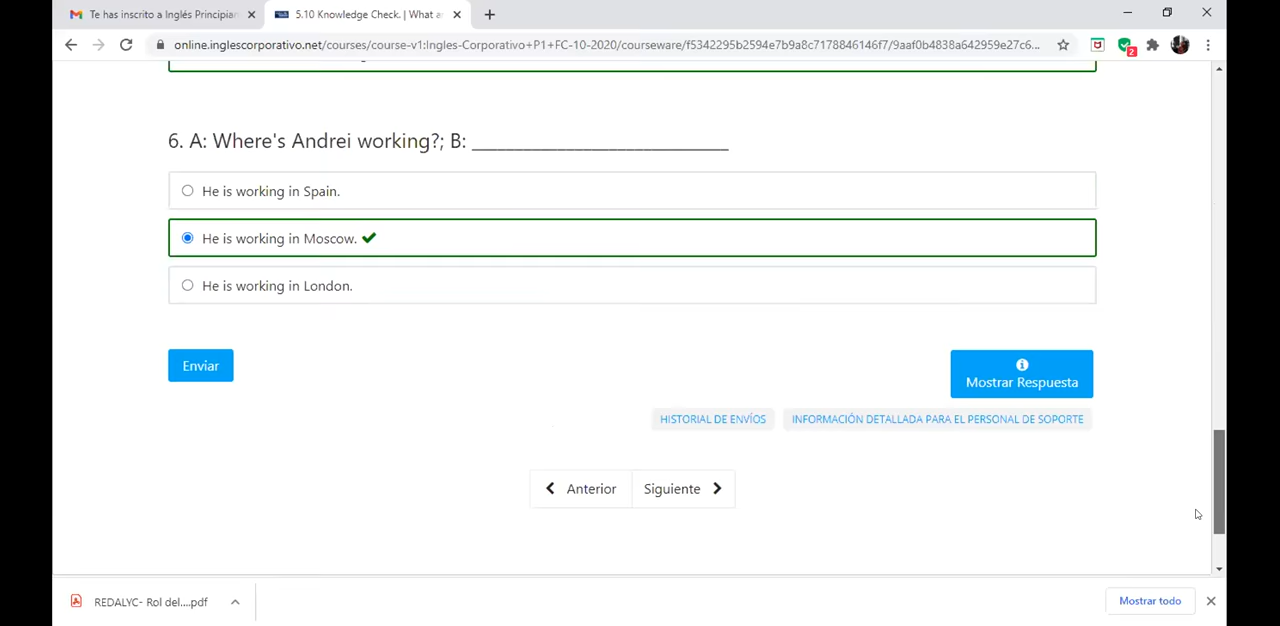 Te has inscrito a Inglés Principian
5.10 Knowledge Check. | What ar
online.inglescorporativo.net/courses/course-v1:Ingles-Corporativo+P1+FC-10-2020/courseware/f5342295b2594e7b9a8c7178846146f7/9aaf0b4838a642959e27c6...
2
6. A: Where's Andrei working?; B: ____________________________
He is working in Spain.
He is working in Moscow.
He is working in London.
Enviar
Mostrar Respuesta
HISTORIAL DE ENVÍOS
INFORMACIÓN DETALLADA PARA EL PERSONAL DE SOPORTE
Anterior
Siguiente
REDALYC- Rol del....pdf
Mostrar todo